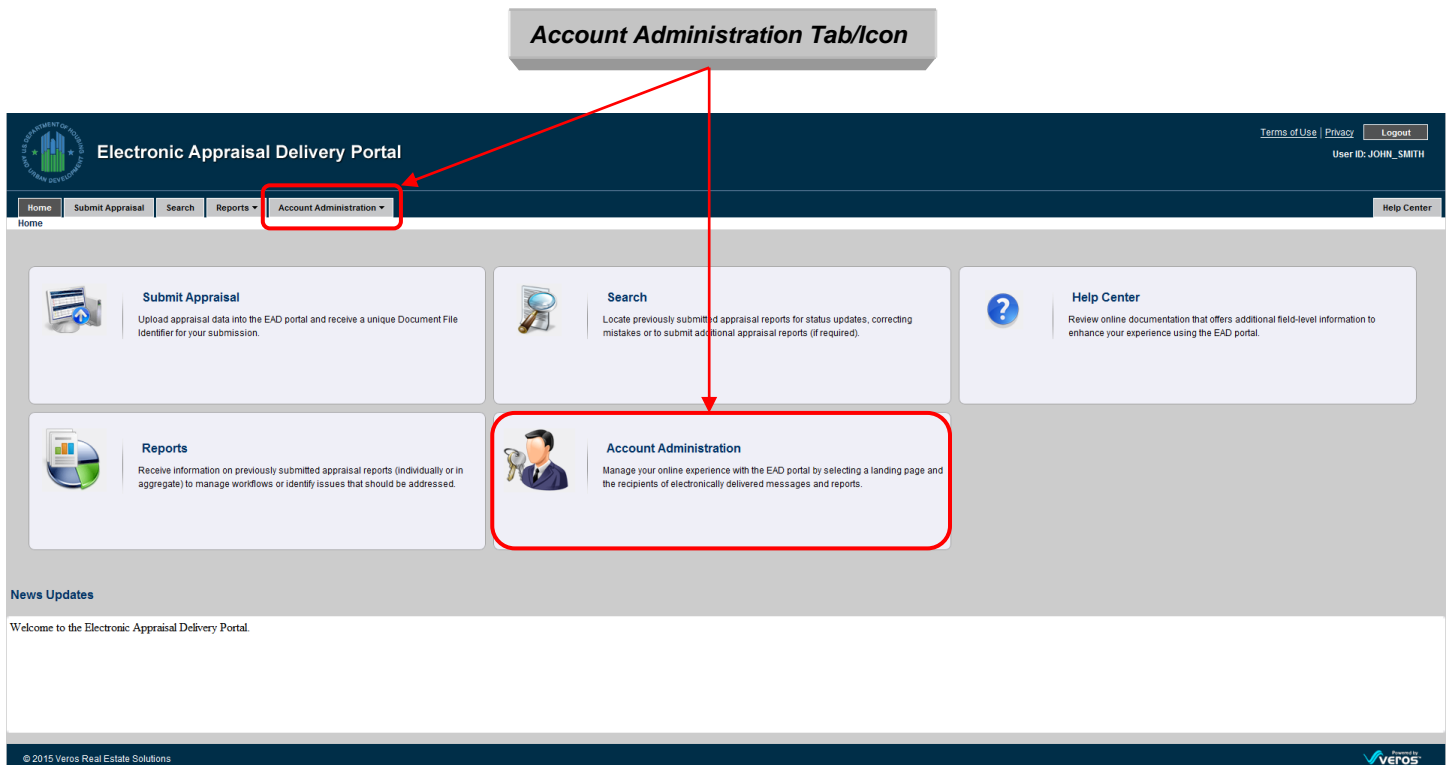 Account Administration Tab/Icon
U.S. DEPARTMENT OF HOUSING AND URBAN DEVELOPMENT
Electronic Appraisal Delivery Portal
Terms of Use | Privacy Logout
User ID: JOHN_SMITH
Home Submit Appraisal Search Reports Account Administration Help Center
Home
Submit Appraisal
Upload appraisal data into the EAD portal and receive a unique Document File
Identifier for your submission.
Search
Locate previously submitted appraisal reports for status updates, correcting
mistakes or to submit additional appraisal reports (if required).
Help Center
Review online documentation that offers additional field-level information to
enhance your experience using the EAD portal.
Reports
Receive information on previously submitted appraisal reports (individually or in
aggregate) to manage workflows or identify issues that should be addressed.
Account Administration
Manage your online experience with the EAD portal by selecting a landing page and
the recipients of electronically delivered messages and reports.
News Updates
Welcome to the Electronic Appraisal Delivery Portal.
© 2015 Veros Real Estate Solutions
Powered by
veros